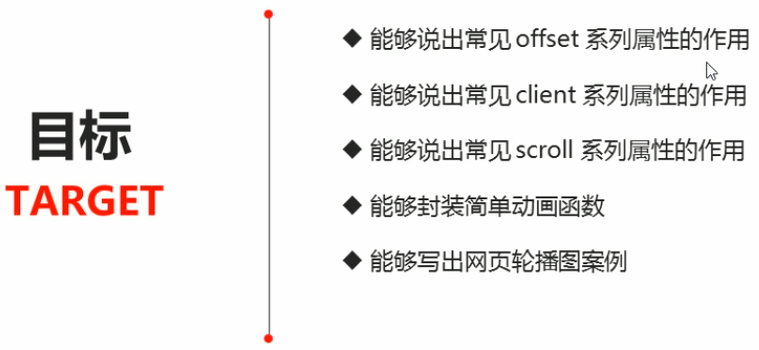 目标
TARGET
能够说出常见 offset 系列属性的作用
能够说出常见 client 系列属性的作用
能够说出常见 scroll 系列属性的作用
能够封装简单动画函数
能够写出网页轮播图案例